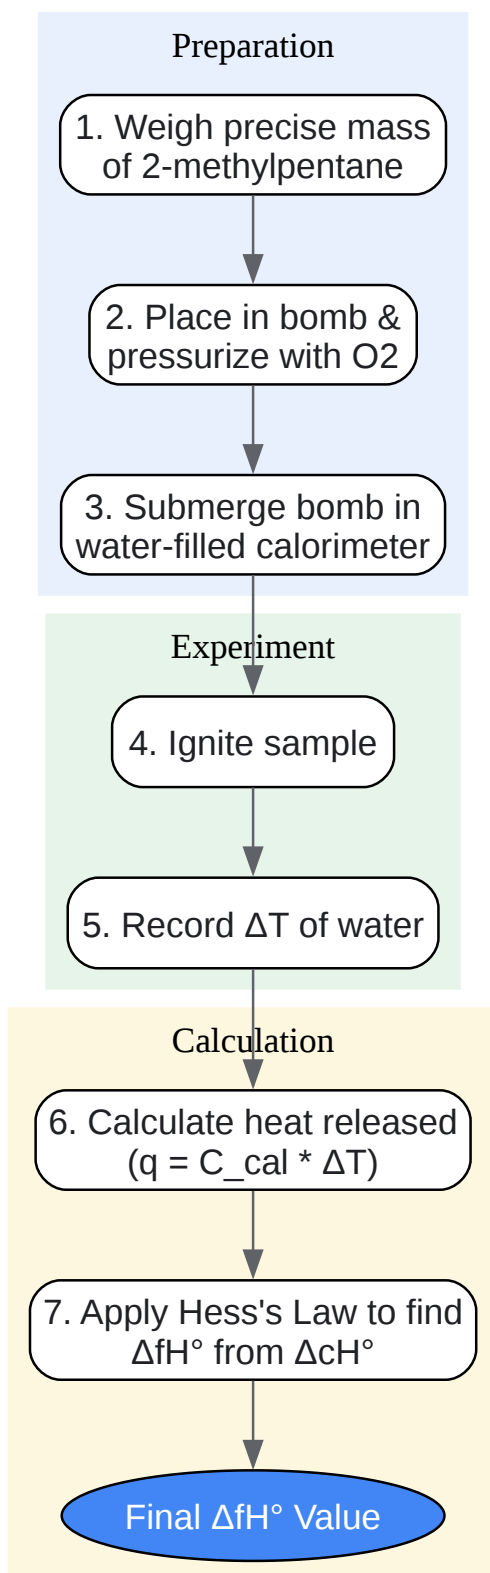 Preparation
1. Weigh precise mass
of 2-methylpentane
2. Place in bomb &
pressurize with O2
3. Submerge bomb in
water-filled calorimeter
Experiment
4. Ignite sample
5. Record ΔT of water
Calculation
6. Calculate heat released
(q = C_cal * ΔT)
7. Apply Hess's Law to find
ΔfH° from ΔcH°
Final ΔfH° Value